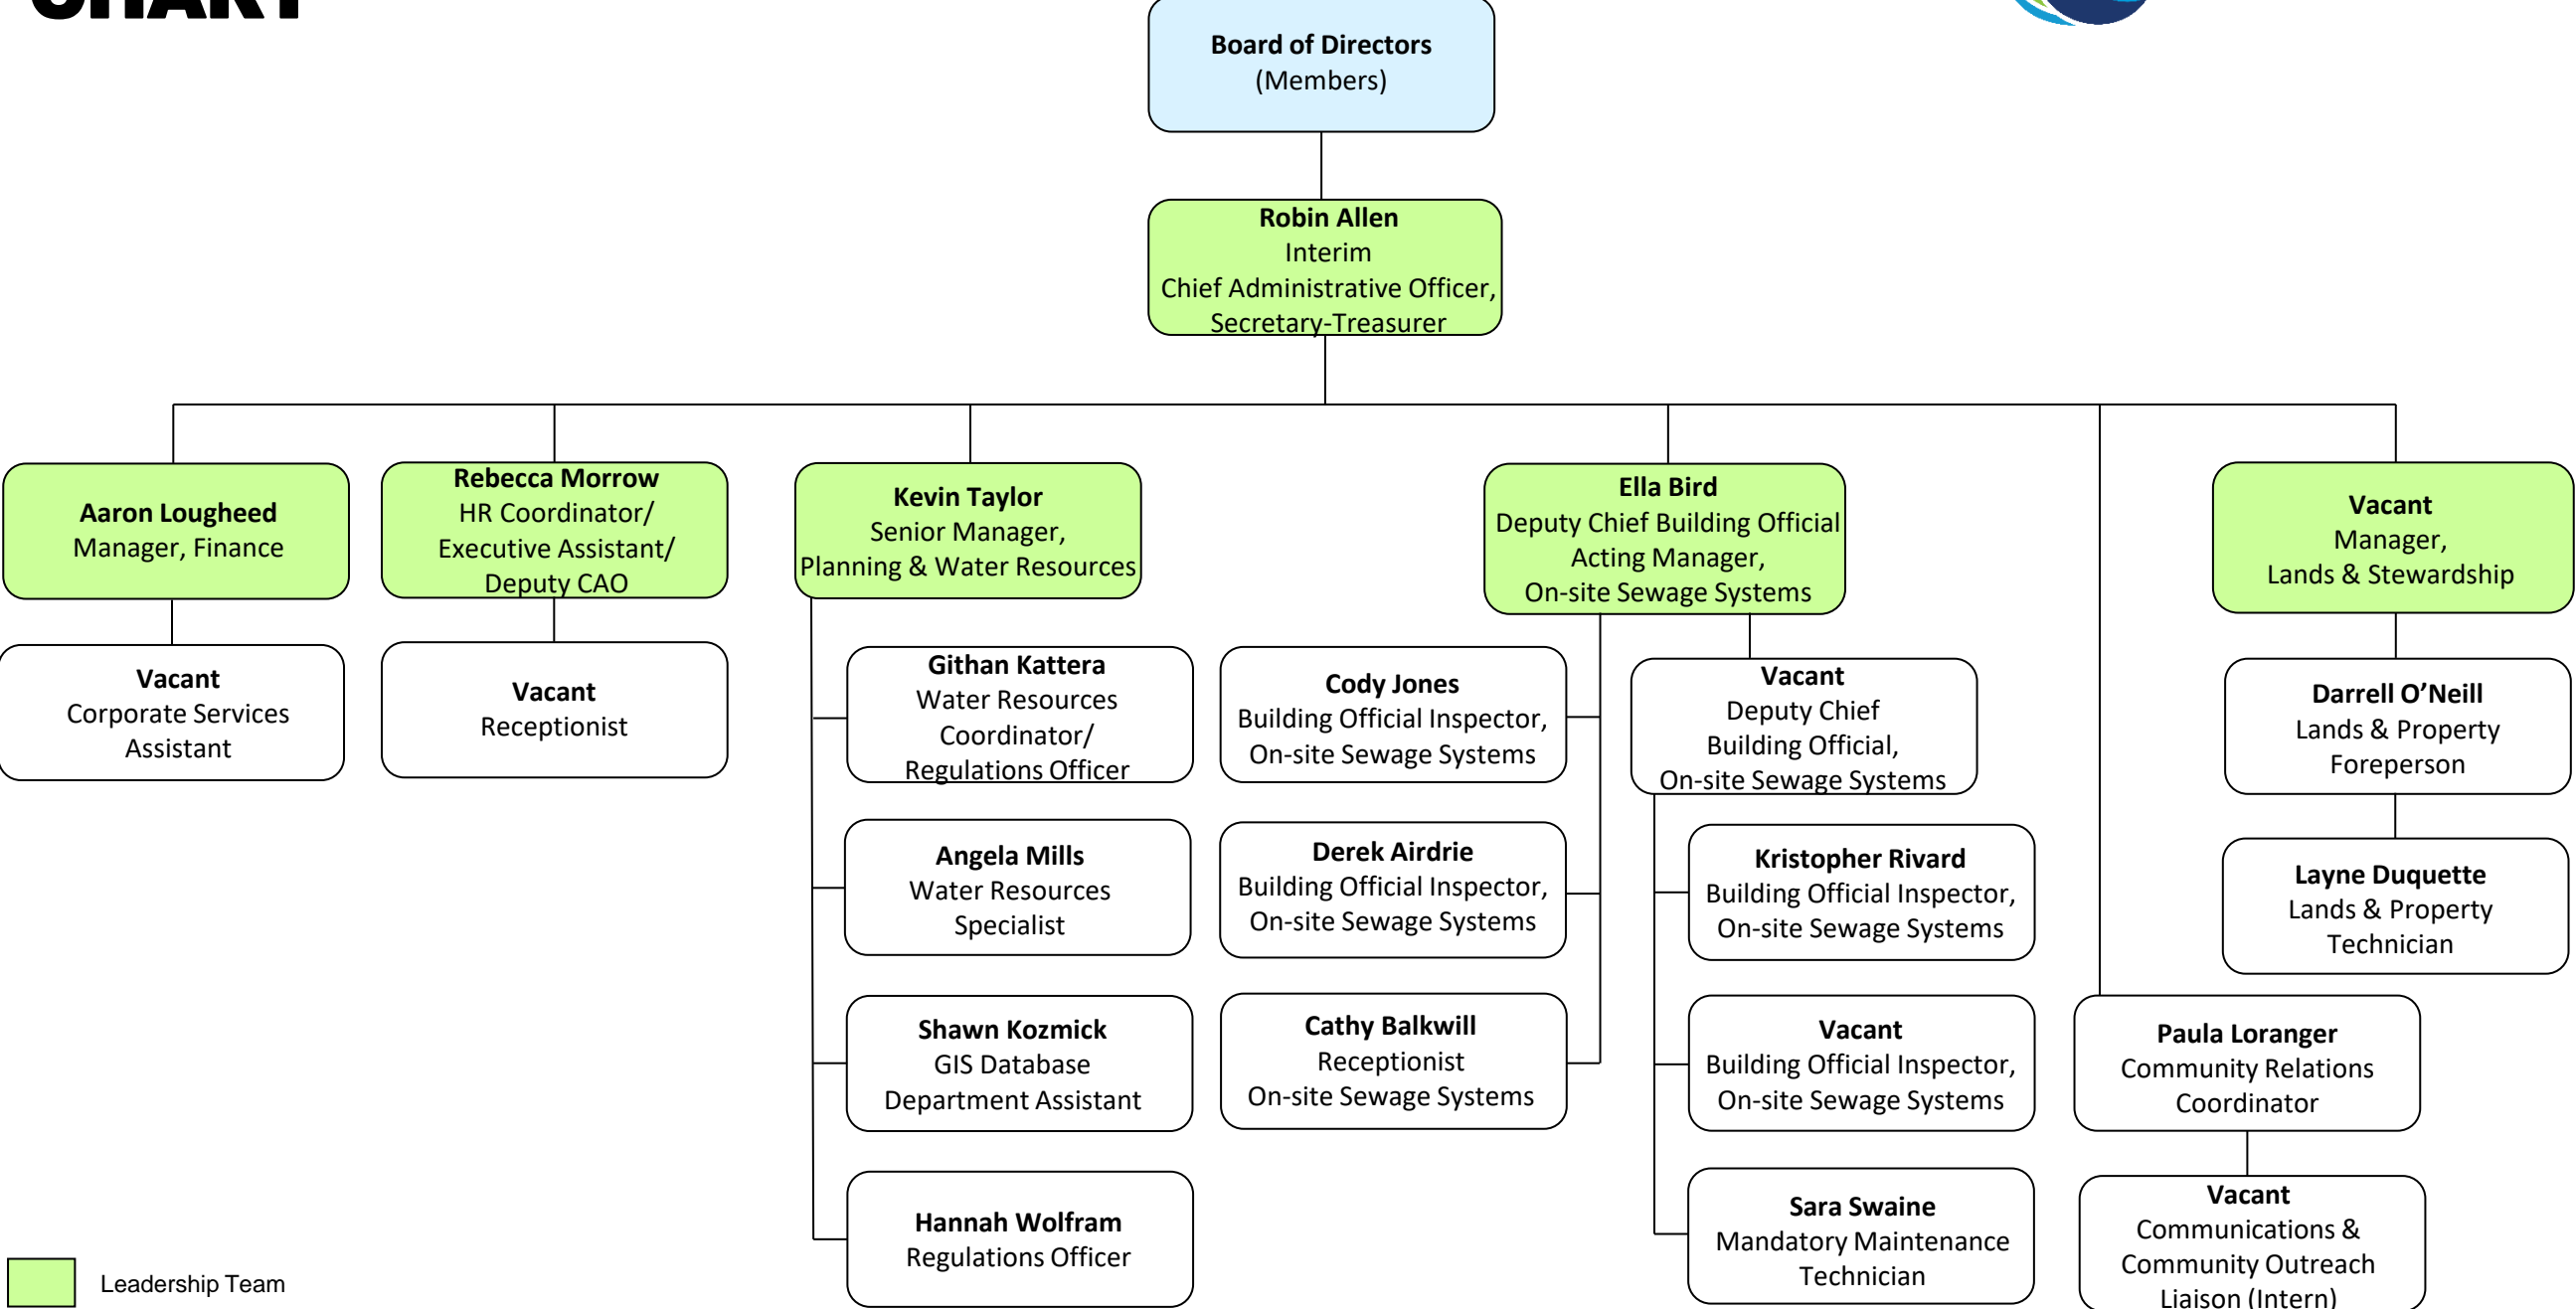 CHART
Board of Directors
(Members)
Robin Allen
Interim
Chief Administrative Officer,
Secretary-Treasurer
Aaron Lougheed
Manager, Finance
Rebecca Morrow
HR Coordinator/
Executive Assistant/
Deputy CAO
Kevin Taylor
Senior Manager,
Planning & Water Resources
Ella Bird
Deputy Chief Building Official
Acting Manager,
On-site Sewage Systems
Vacant
Manager,
Lands & Stewardship
Vacant
Corporate Services
Assistant
Vacant
Receptionist
Githan Kattera
Water Resources
Coordinator/
Regulations Officer
Angela Mills
Water Resources
Specialist
Shawn Kozmick
GIS Database
Department Assistant
Hannah Wolfram
Regulations Officer
Cody Jones
Building Official Inspector,
On-site Sewage Systems
Derek Airdrie
Building Official Inspector,
On-site Sewage Systems
Cathy Balkwill
Receptionist
On-site Sewage Systems
Vacant
Deputy Chief
Building Official,
On-site Sewage Systems
Kristopher Rivard
Building Official Inspector,
On-site Sewage Systems
Vacant
Building Official Inspector,
On-site Sewage Systems
Sara Swaine
Mandatory Maintenance
Technician
Darrell O’Neill
Lands & Property
Foreperson
Layne Duquette
Lands & Property
Technician
Paula Loranger
Community Relations
Coordinator
Vacant
Communications &
Community Outreach
Liaison (Intern)
Leadership Team